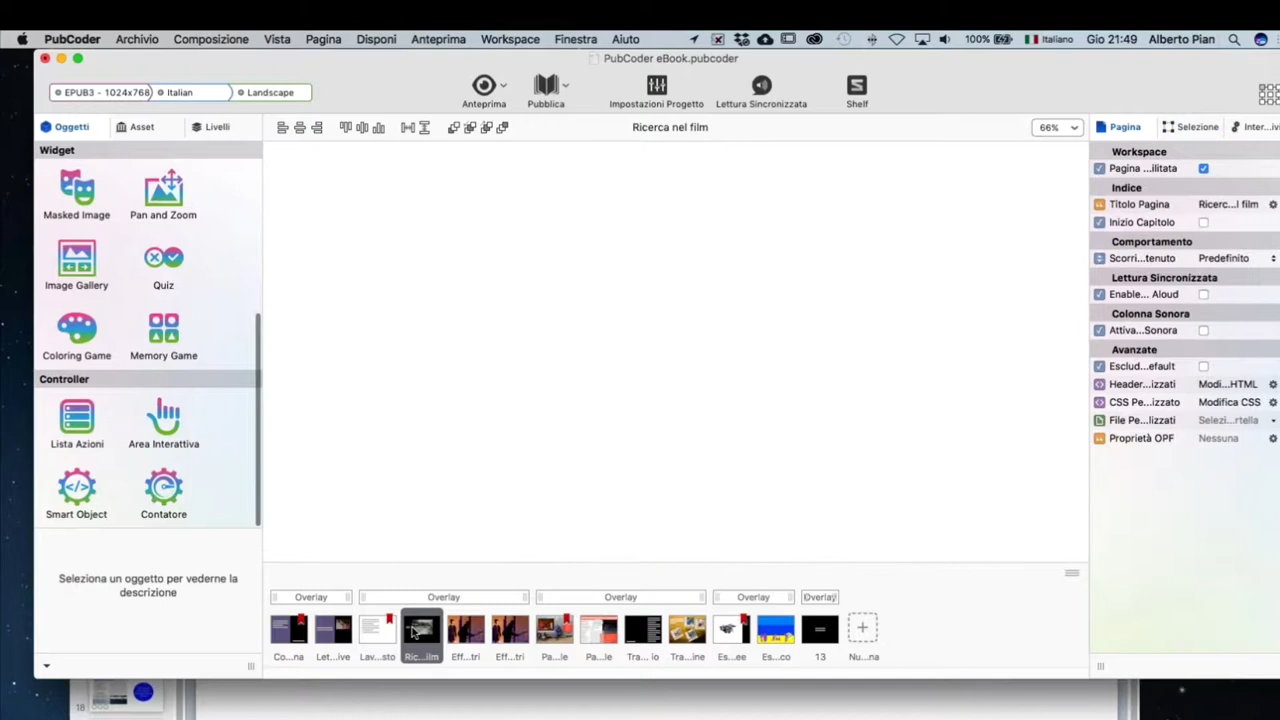 PubCoder Archivio Composizione Vista Pagina Disponi Anteprima Workspace Finestra Aiuto 100% Italiano Gio 21:49 Alberto Pian
PubCoder eBook.pubcoder
EPUB3 - 1024x768 Italian Landscape
Anteprima Pubblica Impostazioni Progetto Lettura Sincronizzata Shelf
Oggetti Asset Livelli
Ricerca nel film
66%
Pagina Selezione Inter...ivi
Widget
Masked Image Pan and Zoom
Image Gallery Quiz
Coloring Game Memory Game
Controller
Lista Azioni Area Interattiva
Smart Object Contatore
Seleziona un oggetto per vederne la
descrizione
Workspace
Pagina ...ilitata
Indice
Titolo Pagina Ricerc...l film
Inizio Capitolo
Comportamento
Scorri...tenuto Predefinito
Lettura Sincronizzata
Enable... Aloud
Colonna Sonora
Attiva...Sonora
Avanzate
Esclud...efault
Header...izzati Modi...HTML
CSS Pe...izzato Modifica CSS
File Pe...lizzati Selezi...rtella
Proprietà OPF Nessuna
Overlay Overlay Overlay Overlay Overlay
Co...na Let...ive Lav...sto Ric...ilm Eff...tri Eff...tri Pa...le Pa...le Tra... io Tra...ine Es...ee Es...co 13 Nu...na
18